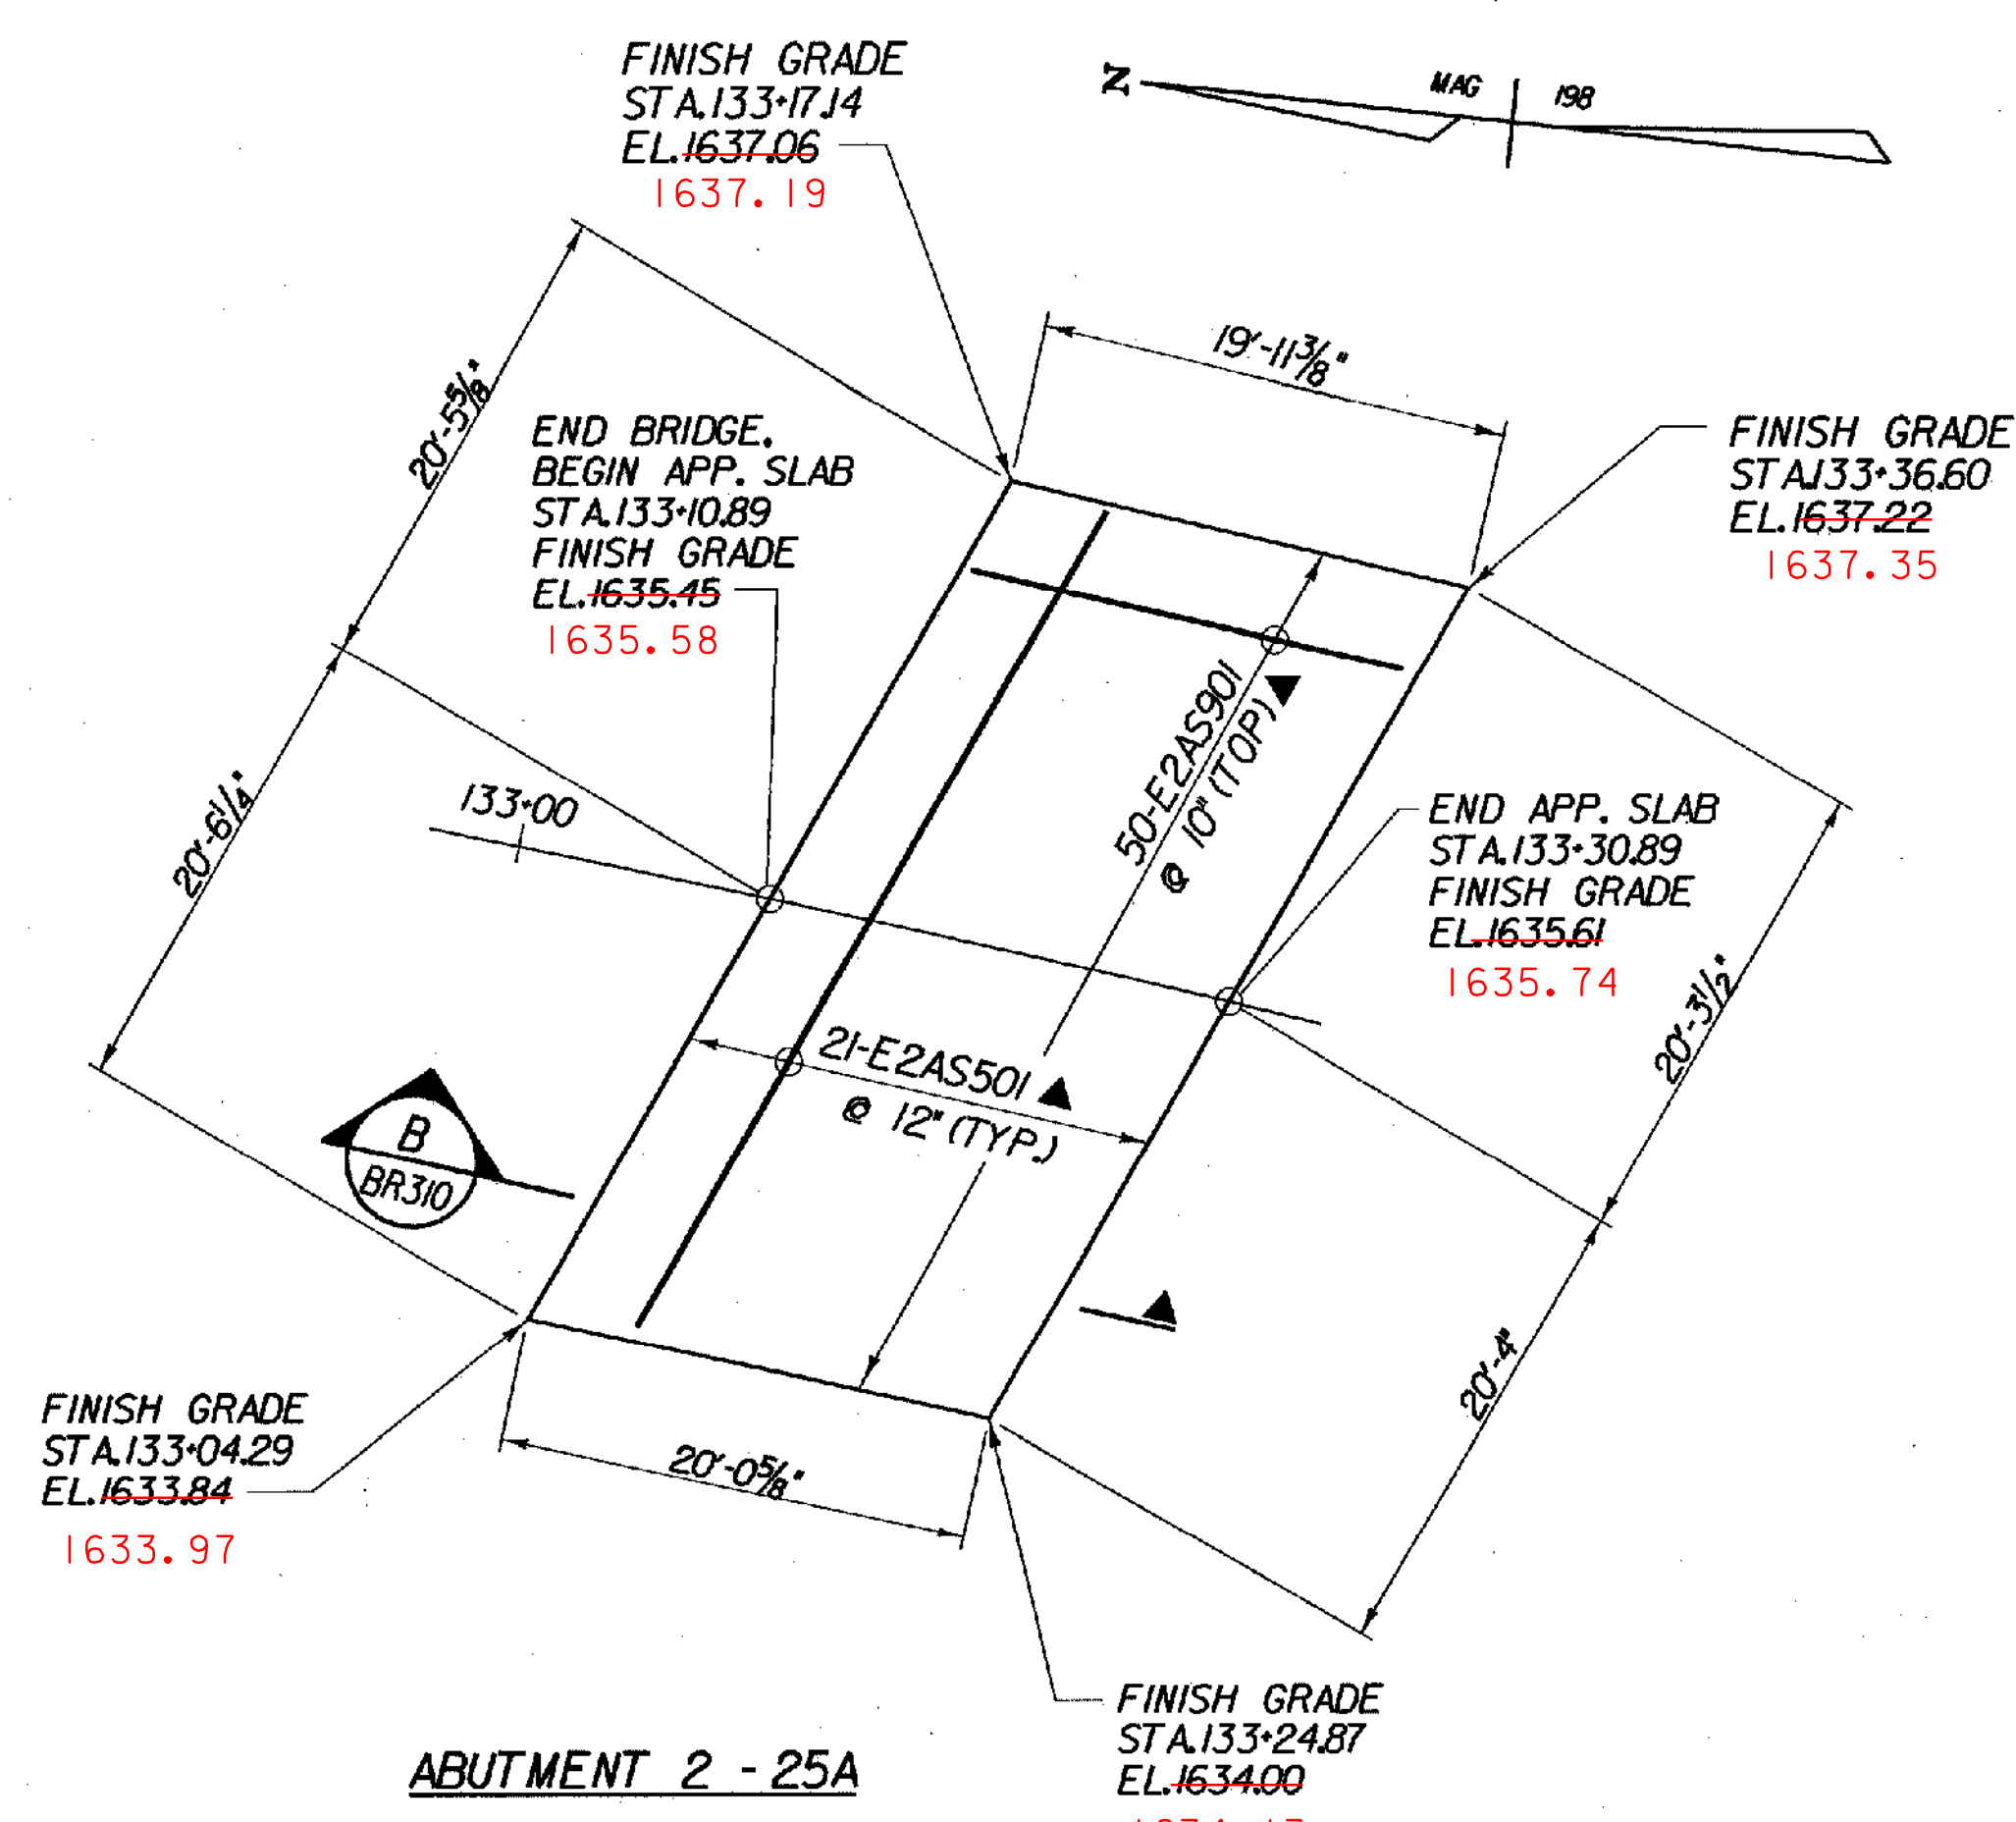 FINISH GRADE
STA.133+17.14
EL.1637.06
1637.19
N
MAG
198
19'-11 3/8"
20'-5 5/8"
END BRIDGE.
BEGIN APP. SLAB
STA.133+10.89
FINISH GRADE
EL.1635.45
1635.58
FINISH GRADE
STA.133+36.60
EL.1637.22
1637.35
50-E2AS901
@ 10" (TOP)
133+00
20'-6 1/4"
END APP. SLAB
STA.133+30.89
FINISH GRADE
EL.1635.61
1635.74
20'-3 1/2"
21-E2AS501
@ 12" (TYP.)
B
BR310
20'-4"
FINISH GRADE
STA.133+04.29
EL.1633.84
1633.97
20'-0 5/8"
FINISH GRADE
STA.133+24.87
EL.1634.00
ABUTMENT 2 - 25A